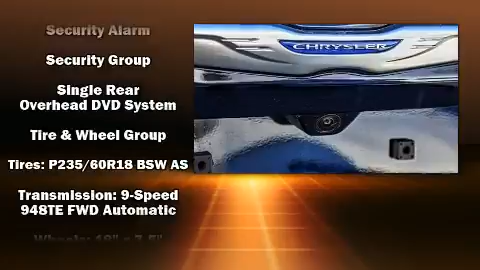 Security Alarm
Security Group
Single Rear
Overhead DVD System
Tire & Wheel Group
Tires: P235/60R18 BSW AS
Transmission: 9-Speed
948TE FWD Automatic
CHRYSLER